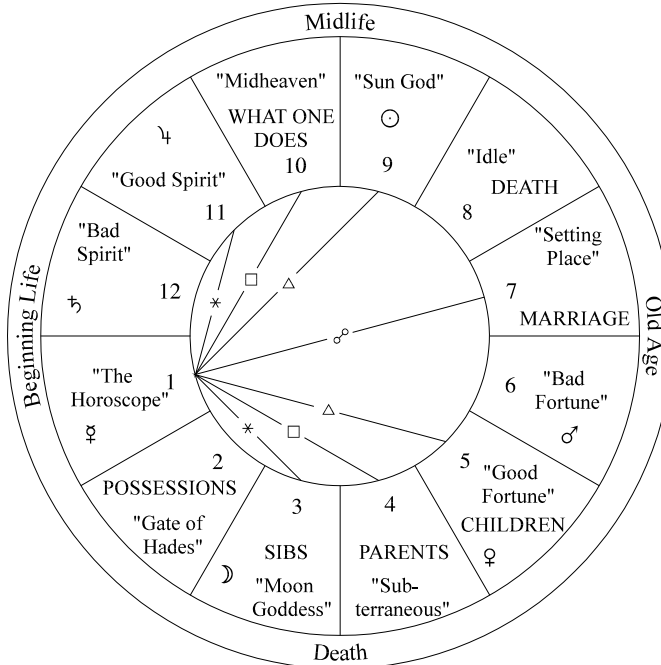 Midlife
"Midheaven"
WHAT ONE
DOES
10
"Sun God"
☉
9
"Idle"
DEATH
8
"Setting
Place"
7
MARRIAGE
Old Age
6
"Bad
Fortune"
♂
5
"Good
Fortune"
CHILDREN
♀
4
PARENTS
"Sub-
terraneous"
3
SIBS
☽
"Moon
Goddess"
Death
2
POSSESSIONS
"Gate of
Hades"
1
"The
Horoscope"
☿
Beginning Life
"Bad
Spirit"
12
♄
♃
"Good Spirit"
11